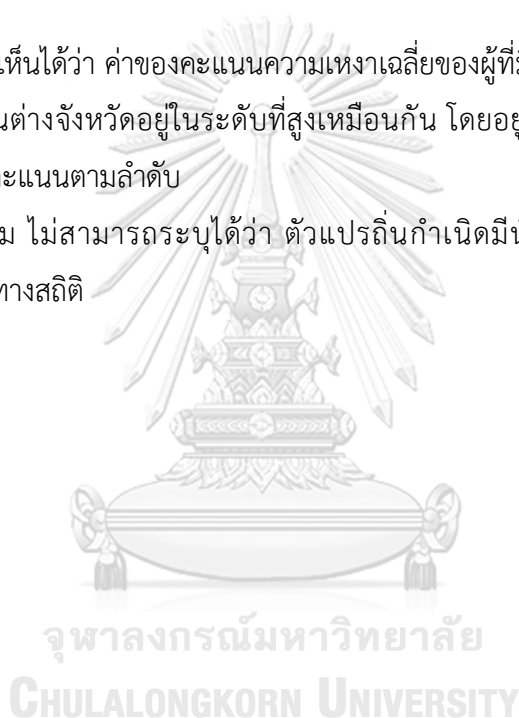 เห็นได้ว่า ค่าของคะแนนความเหงาเฉลี่ยของผู้ที่
นต่างจังหวัดอยู่ในระดับที่สูงเหมือนกัน โดยอยู่
ะแนนตามลำดับ
ม ไม่สามารถระบุได้ว่า ตัวแปรถิ่นกำเนิดมี
ทางสถิติ
จุฬาลงกรณ์มหาวิทยาลัย
CHULALONGKORN UNIVERSITY